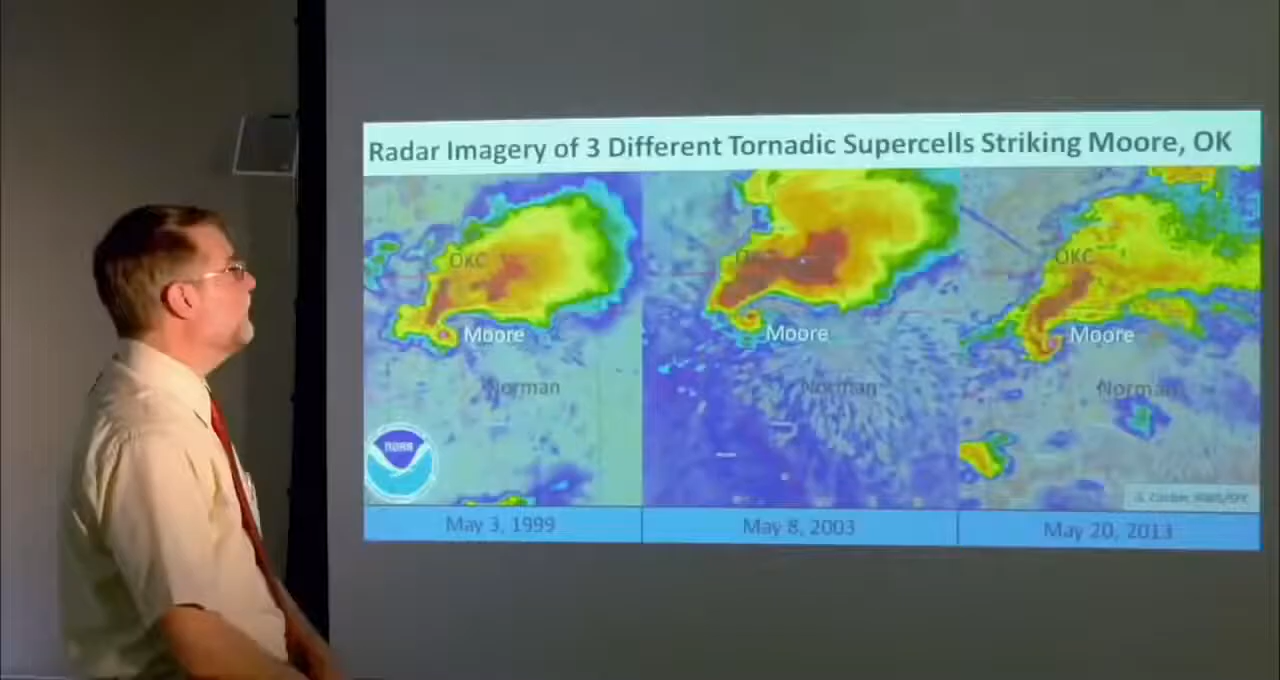 Radar Imagery of 3 Different Tornadic Supercells Striking Moore, OK
OKC
OKC
Moore
Moore
Moore
Norman
Norman
Norman
NOAA
May 3, 1999
May 8, 2003
May 20, 2013